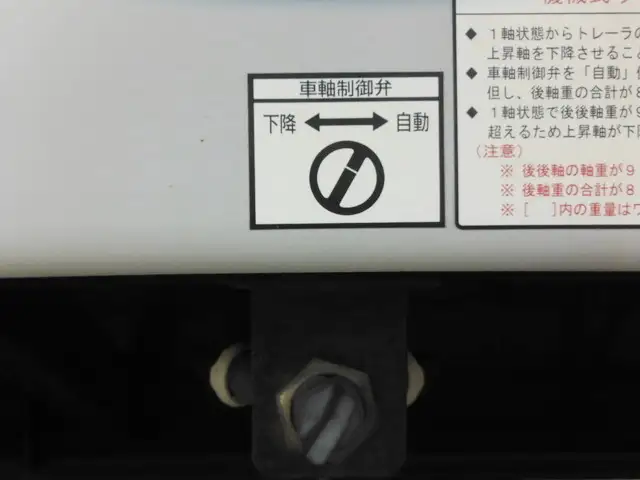 車軸制御弁
下降 自動
◆ 1軸状態からトレーラの
上昇軸を下降させるこ
◆ 車軸制御弁を「自動」
但し、後軸重の合計が8
◆ 1軸状態で後後軸重が9
超えるため上昇軸が下
(注意)
※ 後後軸の軸重が9
※ 後軸重の合計が8
※ [ ]内の重量は